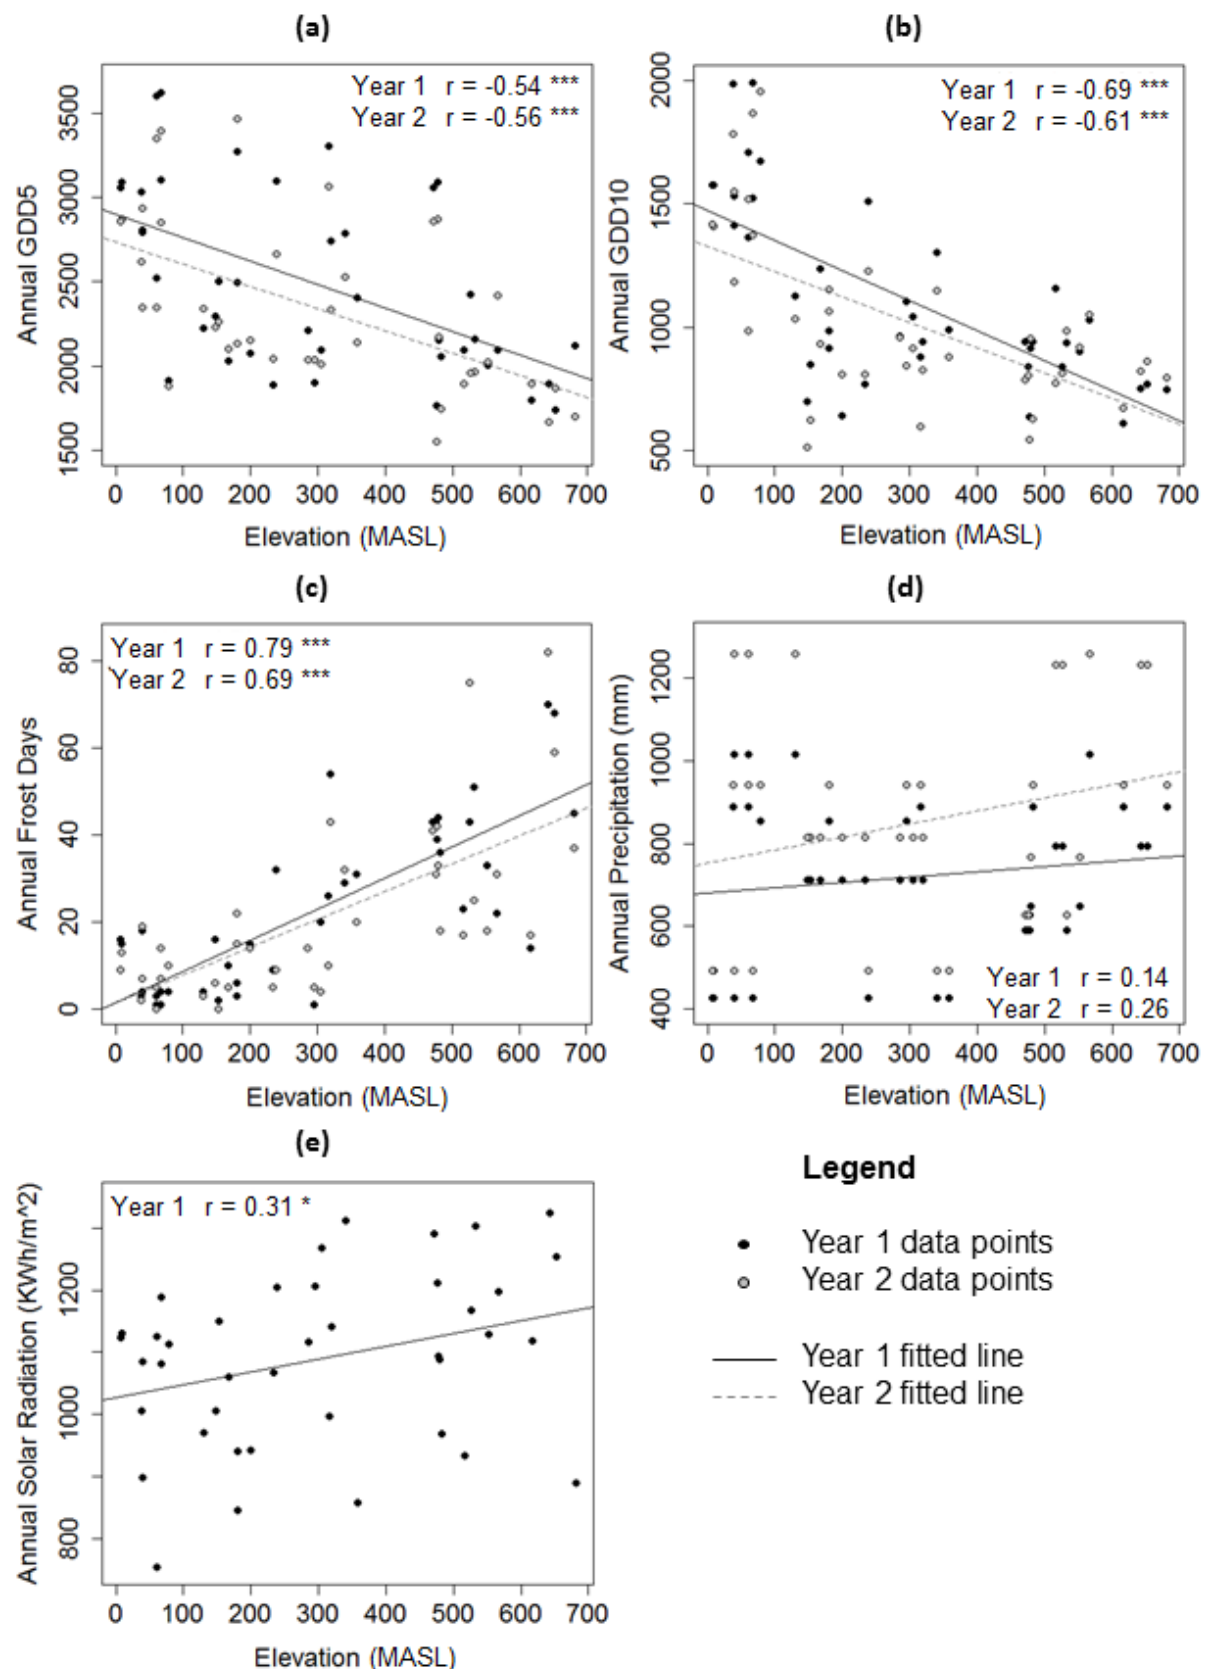 (a)
Year 1 r = -0.54 ***
Year 2 r = -0.56 ***
Annual GDD5
1500 2000 2500 3000 3500
0 100 200 300 400 500 600 700
Elevation (MASL)
(b)
Year 1 r = -0.69 ***
Year 2 r = -0.61 ***
Annual GDD10
500 1000 1500 2000
0 100 200 300 400 500 600 700
Elevation (MASL)
(c)
Year 1 r = 0.79 ***
Year 2 r = 0.69 ***
Annual Frost Days
0 20 40 60 80
0 100 200 300 400 500 600 700
Elevation (MASL)
(d)
Annual Precipitation (mm)
400 600 800 1000 1200
Year 1 r = 0.14
Year 2 r = 0.26
0 100 200 300 400 500 600 700
Elevation (MASL)
(e)
Year 1 r = 0.31 *
Annual Solar Radiation (KWh/m^2)
800 1000 1200
0 100 200 300 400 500 600 700
Elevation (MASL)
Legend
Year 1 data points
Year 2 data points
Year 1 fitted line
Year 2 fitted line